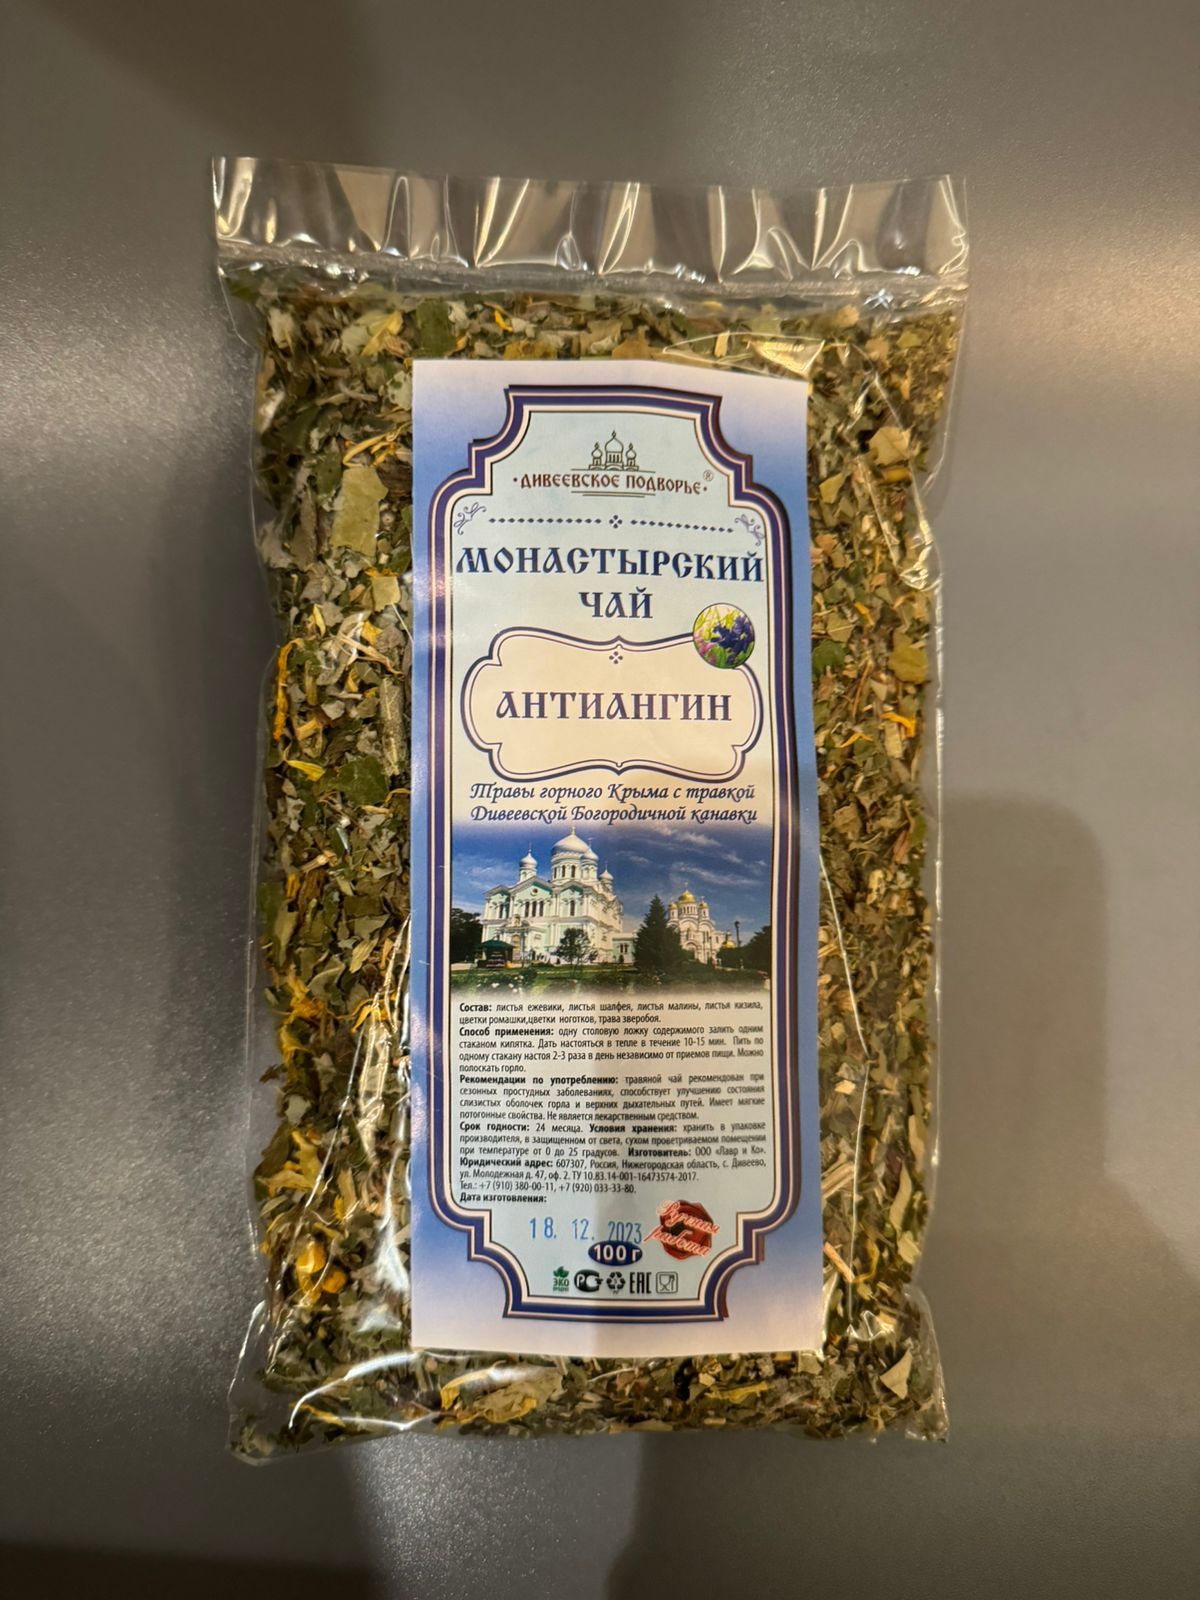 ·ДИВЕЕВСКОЕ ПОДВОРЬЕ·®
МОНАСТЫРСКИЙ
ЧАЙ
АНТИАНГИН
Травы горного Крыма с травкой
Дивеевской Богородичной канавки
Состав: листья ежевики, листья шалфея, листья малины, листья кизила,
цветки ромашки,цветки ноготков, трава зверобоя.
Способ применения: одну столовую ложку содержимого залить одним
стаканом кипятка. Дать настояться в тепле в течение 10-15 мин. Пить по
одному стакану настоя 2-3 раза в день независимо от приемов пищи. Можно
полоскать горло.
Рекомендации по употреблению: травяной чай рекомендован при
сезонных простудных заболеваниях, способствует улучшению состояния
слизистых оболочек горла и верхних дыхательных путей. Имеет мягкие
потогонные свойства. Не является лекарственным средством.
Срок годности: 24 месяца. Условия хранения: хранить в упаковке
производителя, в защищенном от света, сухом проветриваемом помещении
при температуре от 0 до 25 градусов. Изготовитель: ООО «Лавр и Ко».
Юридический адрес: 607307, Россия, Нижегородская область, с. Дивеево,
ул. Молодежная д. 47, оф. 2. ТУ 10.83.14-001-16473574-2017.
Тел.: +7 (910) 380-00-11, +7 (920) 033-33-80.
Дата изготовления:
18. 12. 2023
Ручная
работа
100 г
ЭКО
ПРОДУКТ
РСТ
EAC